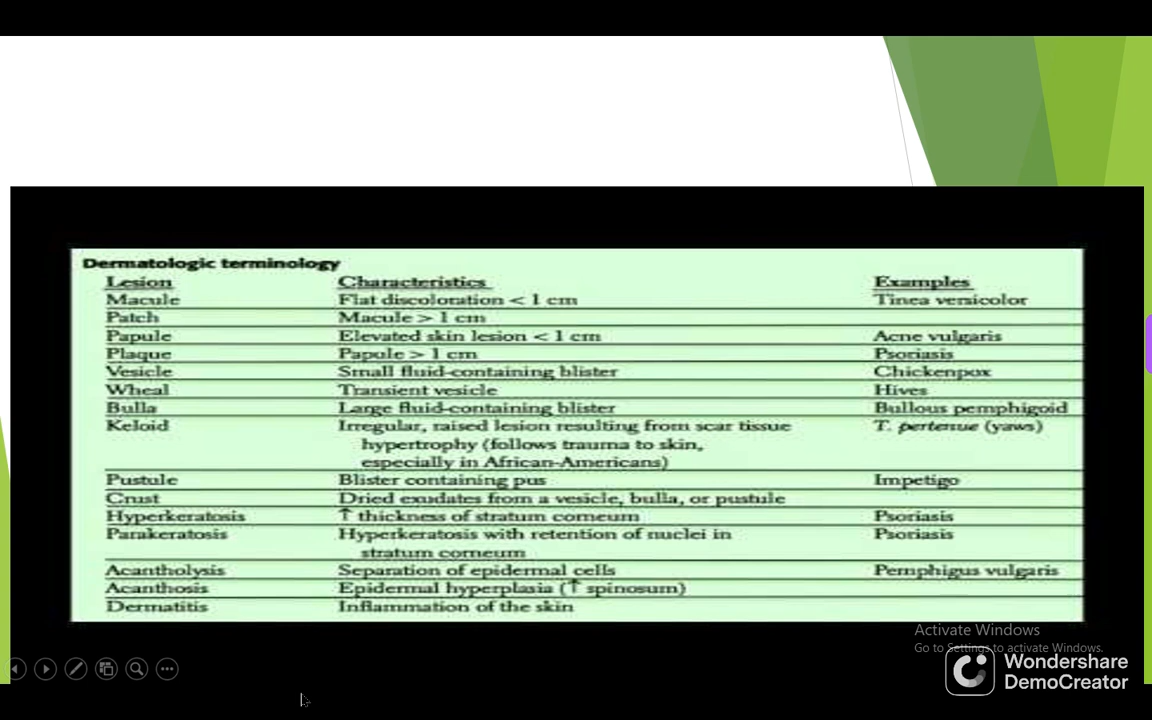 Dermatologic terminology
Lesion Characteristics Examples
Macule Flat discoloration < 1 cm Tinea versicolor
Patch Macule > 1 cm
Papule Elevated skin lesion < 1 cm Acne vulgaris
Plaque Papule > 1 cm Psoriasis
Vesicle Small fluid-containing blister Chickenpox
Wheal Transient vesicle Hives
Bulla Large fluid-containing blister Bullous pemphigoid
Keloid Irregular, raised lesion resulting from scar tissue T. pertenue (yaws)
hypertrophy (follows trauma to skin,
especially in African-Americans)
Pustule Blister containing pus Impetigo
Crust Dried exudates from a vesicle, bulla, or pustule
Hyperkeratosis ↑ thickness of stratum corneum Psoriasis
Parakeratosis Hyperkeratosis with retention of nuclei in Psoriasis
stratum corneum
Acantholysis Separation of epidermal cells Pemphigus vulgaris
Acanthosis Epidermal hyperplasia (↑ spinosum)
Dermatitis Inflammation of the skin
Activate Windows
Go to Settings to activate Windows.
Wondershare
DemoCreator